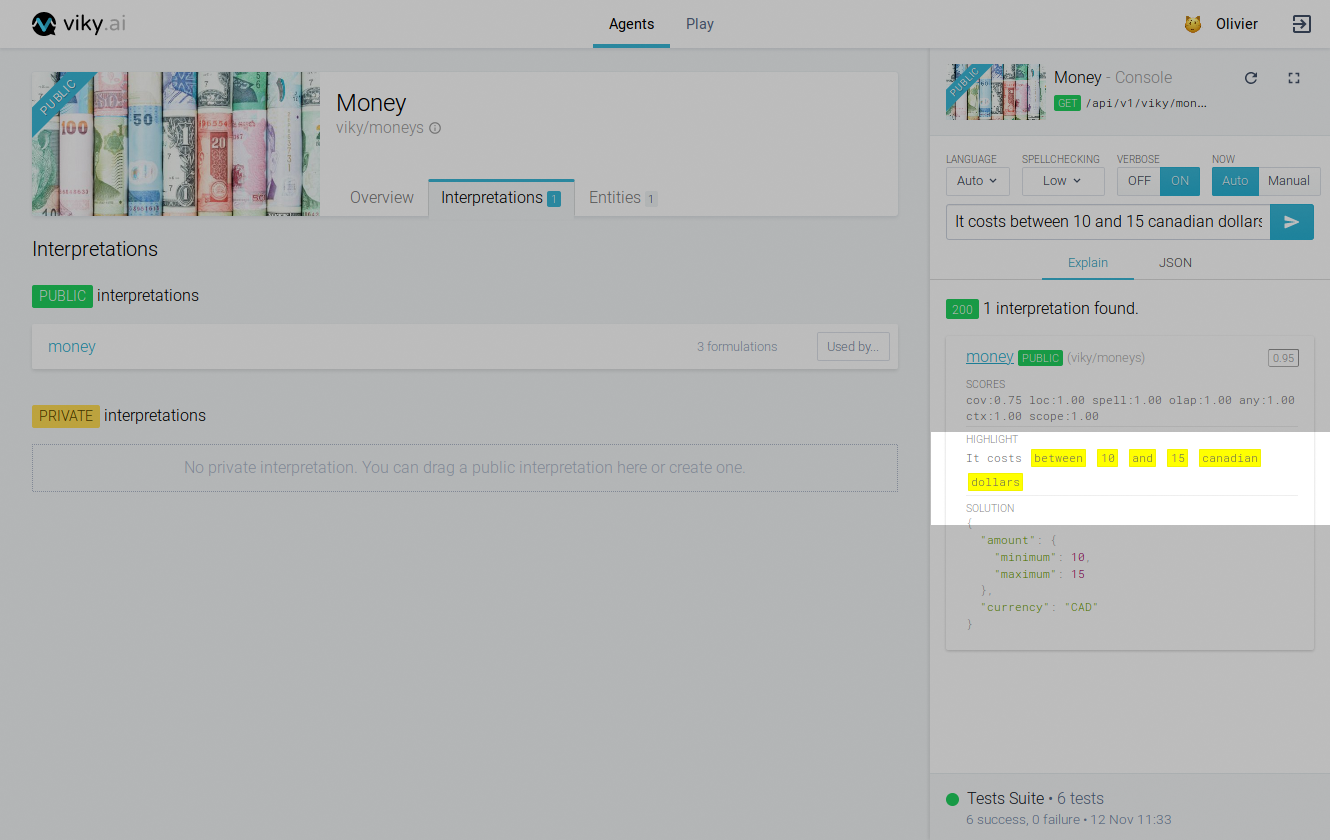 viky.ai
Agents
Play
Olivier
PUBLIC
Money
viky/moneys
Overview
Interpretations 1
Entities 1
Interpretations
PUBLIC interpretations
money
3 formulations
Used by...
PRIVATE interpretations
No private interpretation. You can drag a public interpretation here or create one.
PUBLIC
Money - Console
GET /api/v1/viky/mon...
LANGUAGE SPELLCHECKING VERBOSE NOW
Auto Low OFF ON Auto Manual
It costs between 10 and 15 canadian dollars
Explain JSON
200 1 interpretation found.
money PUBLIC (viky/moneys) 0.95
SCORES
cov:0.75 loc:1.00 spell:1.00 olap:1.00 any:1.00
ctx:1.00 scope:1.00
HIGHLIGHT
It costs between 10 and 15 canadian
dollars
SOLUTION
{
"amount": {
"minimum": 10,
"maximum": 15
},
"currency": "CAD"
}
Tests Suite • 6 tests
6 success, 0 failure • 12 Nov 11:33